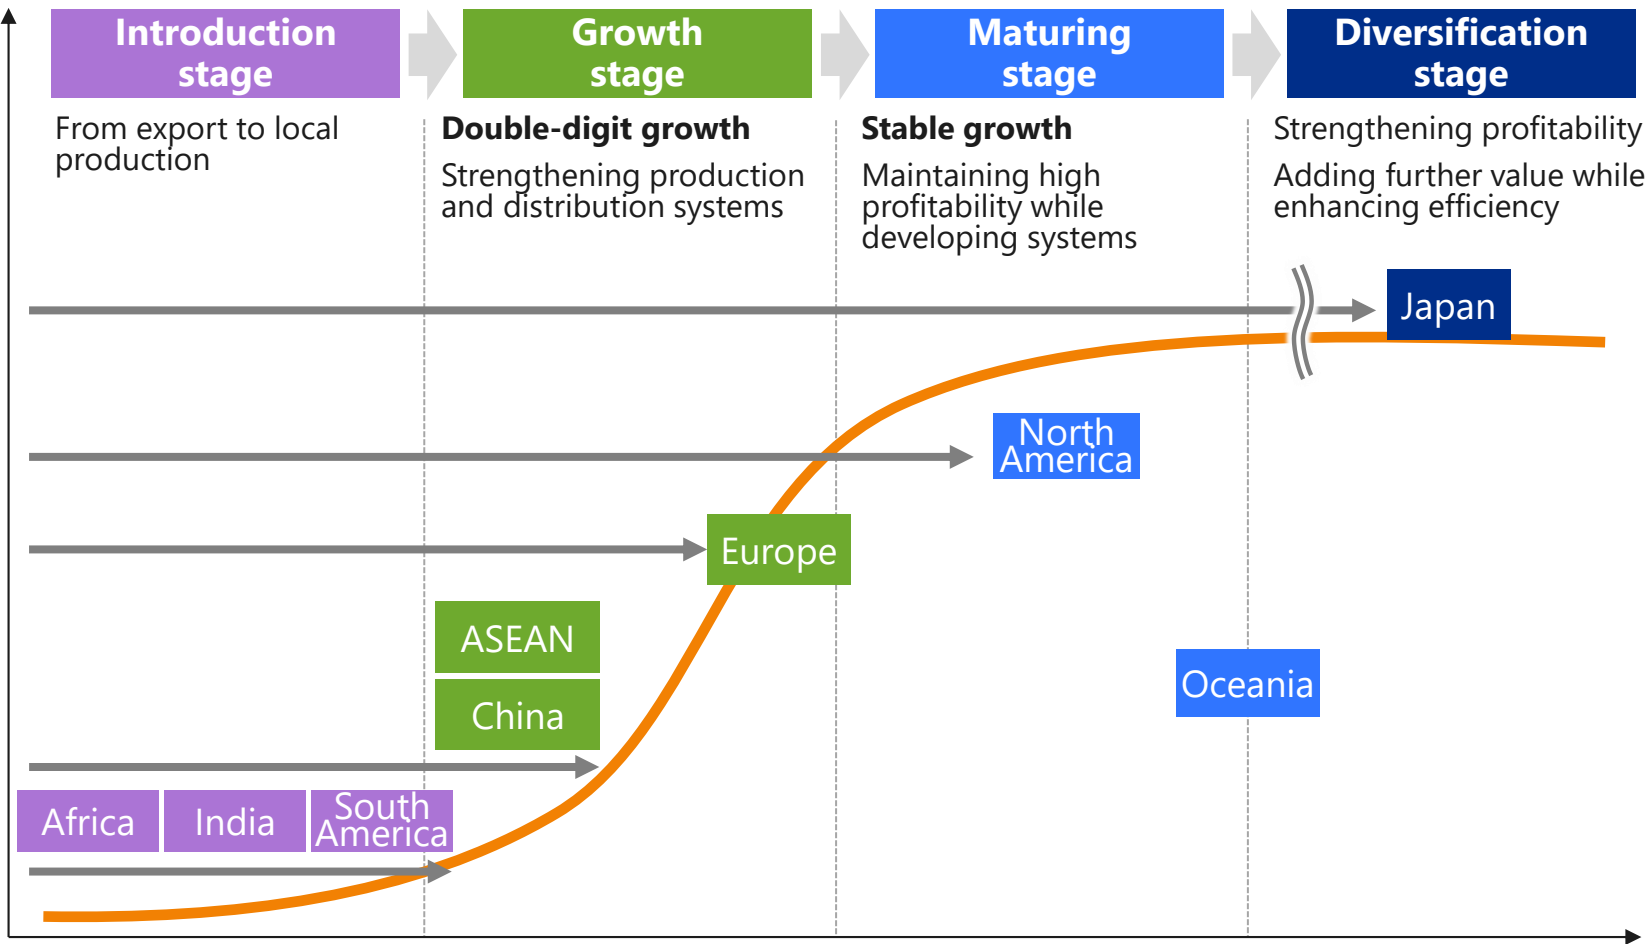 Introduction
stage
Growth
stage
Maturing
stage
Diversification
stage
From export to local
production
Double-digit growth
Strengthening production
and distribution systems
Stable growth
Maintaining high
profitability while
developing systems
Strengthening profitability
Adding further value while
enhancing efficiency
Japan
North
America
Europe
ASEAN
China
Oceania
Africa
India
South
America